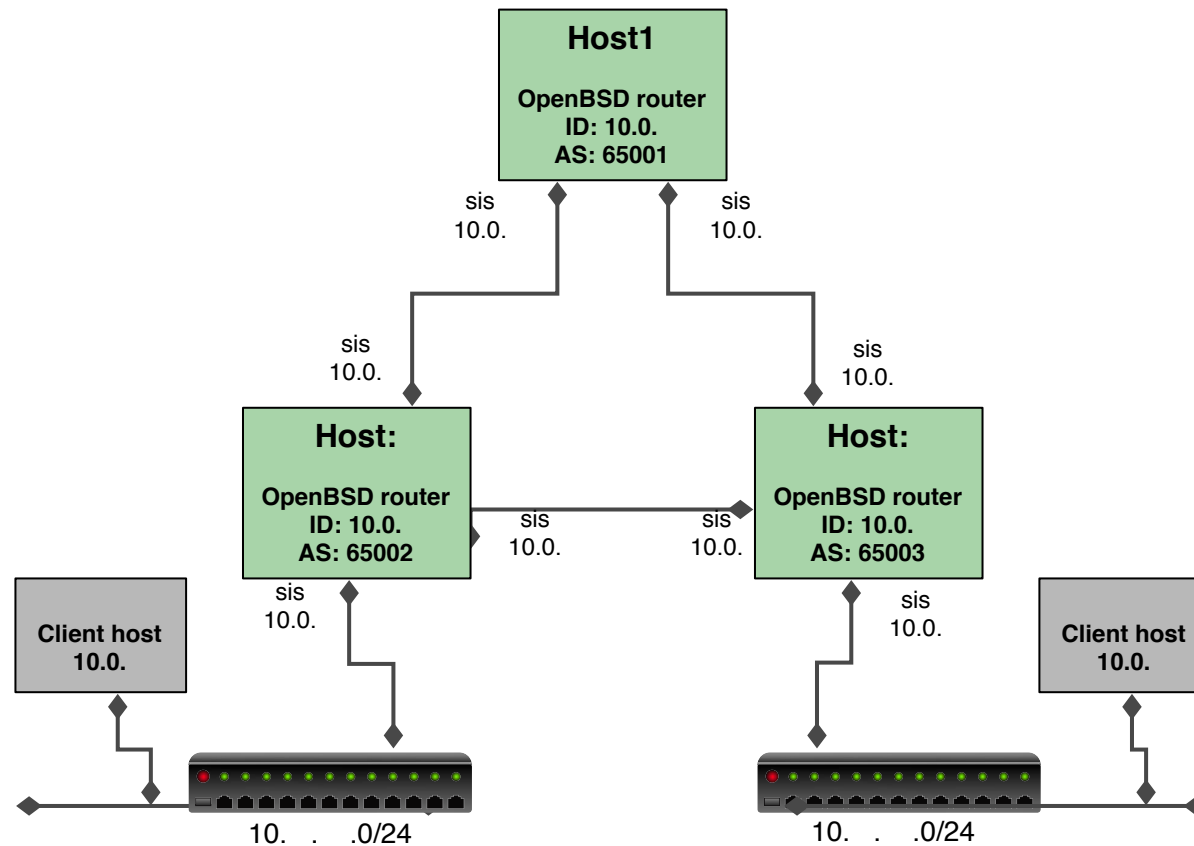 Host1
OpenBSD router
ID: 10.0.
AS: 65001
sis
10.0.
sis
10.0.
sis
10.0.
sis
10.0.
Host:
OpenBSD router
ID: 10.0.
AS: 65002
sis
10.0.
sis
10.0.
Host:
OpenBSD router
ID: 10.0.
AS: 65003
sis
10.0.
sis
10.0.
Client host
10.0.
Client host
10.0.
10. . .0/24
10. . .0/24